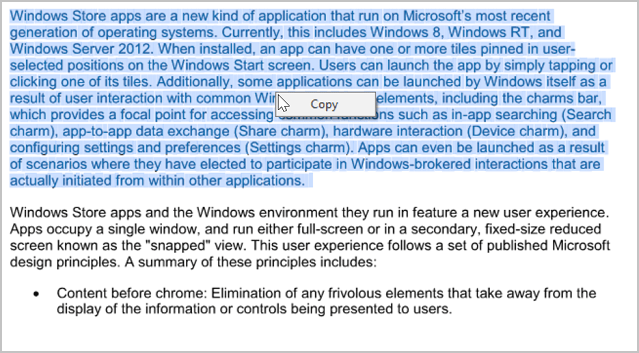 Windows Store apps are a new kind of application that run on Microsoft's most recent
generation of operating systems. Currently, this includes Windows 8, Windows RT, and
Windows Server 2012. When installed, an app can have one or more tiles pinned in user-
selected positions on the Windows Start screen. Users can launch the app by simply tapping or
clicking one of its tiles. Additionally, some applications can be launched by Windows itself as a
result of user interaction with common elements, including the charms bar,
Copy
which provides a focal point for accessing common functions such as in-app searching (Search
charm), app-to-app data exchange (Share charm), hardware interaction (Device charm), and
configuring settings and preferences (Settings charm). Apps can even be launched as a result
of scenarios where they have elected to participate in Windows-brokered interactions that are
actually initiated from within other applications.
Windows Store apps and the Windows environment they run in feature a new user experience.
Apps occupy a single window, and run either full-screen or in a secondary, fixed-size reduced
screen known as the "snapped" view. This user experience follows a set of published Microsoft
design principles. A summary of these principles includes:
• Content before chrome: Elimination of any frivolous elements that take away from the
display of the information or controls being presented to users.